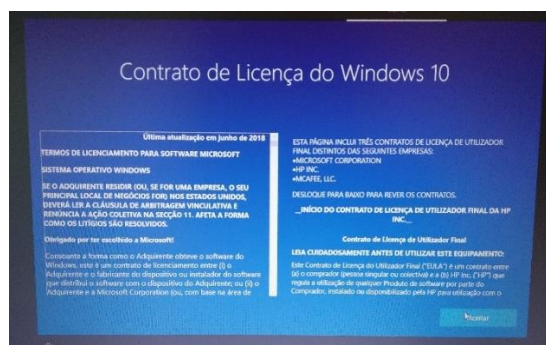 Contrato de Licença do Windows 10
Última atualização em Junho de 2018
TERMOS DE LICENCIAMENTO PARA SOFTWARE MICROSOFT
SISTEMA OPERATIVO WINDOWS
SE O ADQUIRENTE RESIDIR (OU, SE FOR UMA EMPRESA, O SEU
PRINCIPAL LOCAL DE NEGÓCIOS FOR) NOS ESTADOS UNIDOS,
DEVERÁ LER A CLÁUSULA DE ARBITRAGEM VINCULATIVA E
RENÚNCIA A AÇÃO COLETIVA NA SECÇÃO 11. AFETA A FORMA
COMO OS LITÍGIOS SÃO RESOLVIDOS.
Obrigado por ter escolhido a Microsoft!
Consoante a forma como o Adquirente obteve o software do
Windows, este é um contrato de licenciamento entre (i) o
Adquirente e o fabricante do dispositivo ou instalador do software
que distribui o software com o dispositivo do Adquirente; ou (ii) o
Adquirente e a Microsoft Corporation (ou, com base na área de
ESTA PÁGINA INCLUI TRÊS CONTRATOS DE LICENÇA DE UTILIZADOR
FINAL DISTINTOS DAS SEGUINTES EMPRESAS:
•MICROSOFT CORPORATION
•HP INC.
•MCAFEE, LLC.
DESLOQUE PARA BAIXO PARA REVER OS CONTRATOS.
__INÍCIO DO CONTRATO DE LICENÇA DE UTILIZADOR FINAL DA HP
INC.__
Contrato de Licença de Utilizador Final
LEIA CUIDADOSAMENTE ANTES DE UTILIZAR ESTE EQUIPAMENTO:
Este Contrato de Licença do Utilizador Final ("EULA") é um contrato entre
(a) o comprador (pessoa singular ou coletiva) e a (b) HP Inc. ("HP") que
regula a utilização de qualquer Produto de software por parte do
Comprador, instalado ou disponibilizado pela HP para utilização com o
Aceitar